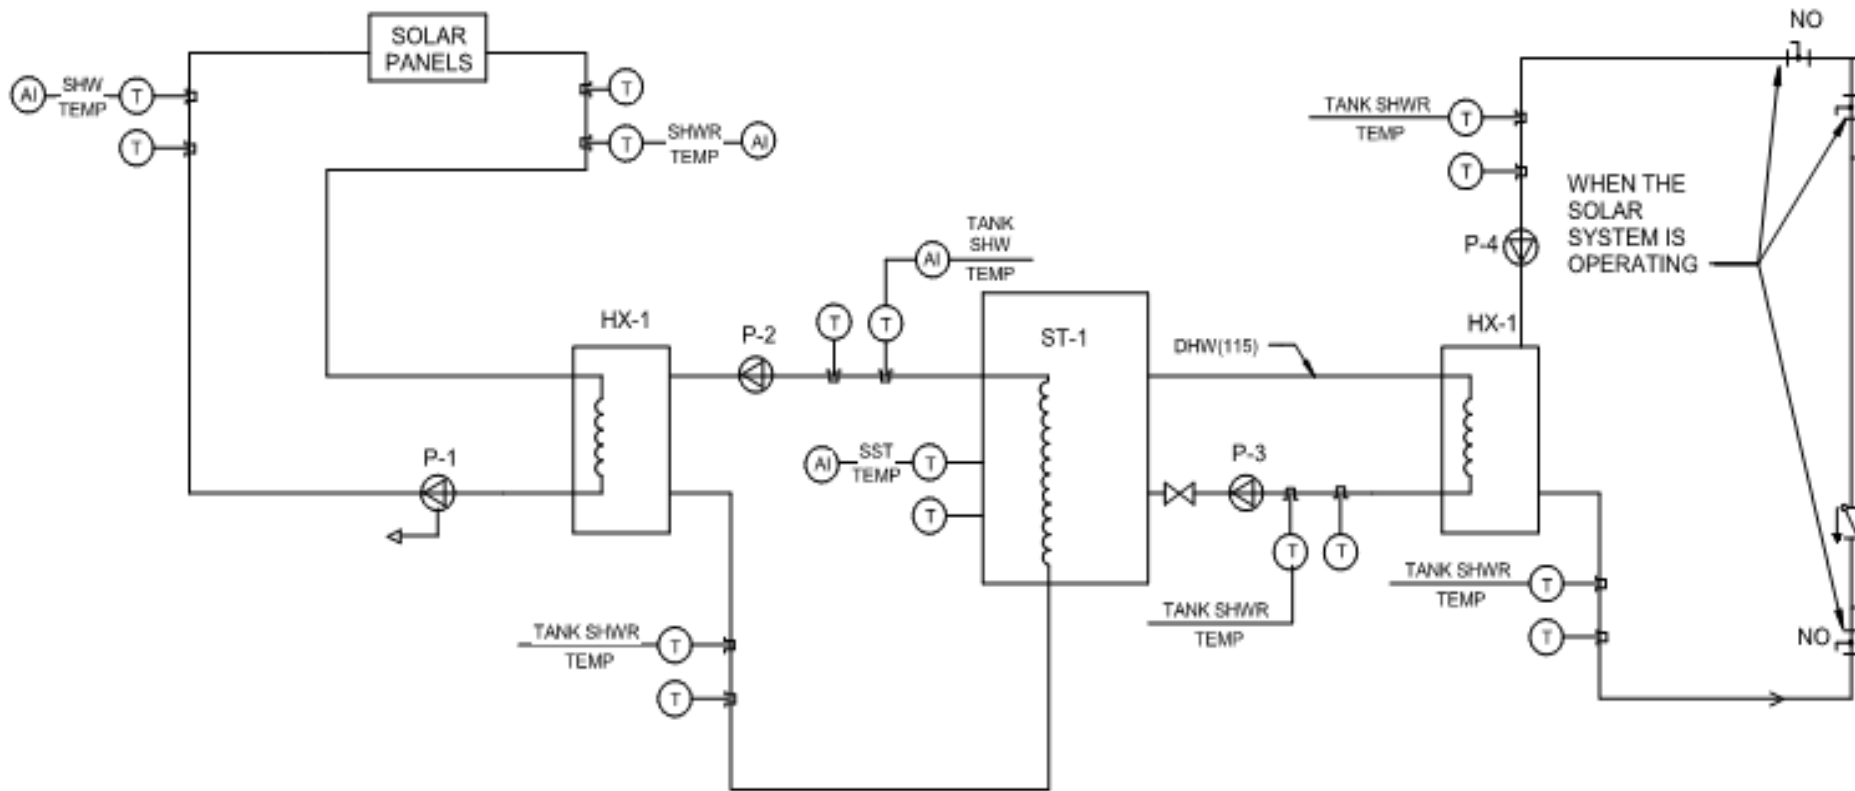 SOLAR
PANELS
AI
SHW
TEMP
T
T
T
T
SHWR
TEMP
AI
NO
TANK SHWR
TEMP
T
T
WHEN THE
SOLAR
SYSTEM IS
OPERATING
P-4
TANK
SHW
TEMP
AI
T
T
HX-1
P-2
ST-1
DHW(115)
HX-1
P-1
AI
SST
TEMP
T
T
P-3
T
T
TANK SHWR
TEMP
TANK SHWR
TEMP
T
T
NO
TANK SHWR
TEMP
T
T